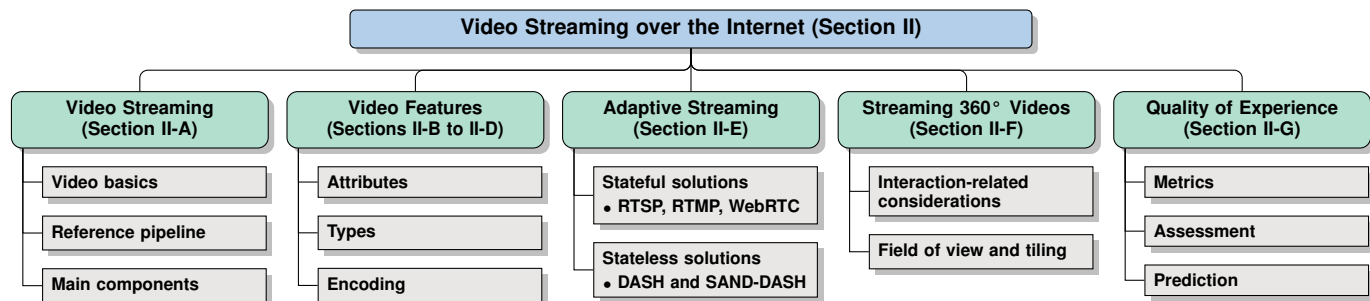 Video Streaming over the Internet (Section II)
Video Streaming
(Section II-A)
Video basics
Reference pipeline
Main components
Video Features
(Sections II-B to II-D)
Attributes
Types
Encoding
Adaptive Streaming
(Section II-E)
Stateful solutions
• RTSP, RTMP, WebRTC
Stateless solutions
• DASH and SAND-DASH
Streaming 360° Videos
(Section II-F)
Interaction-related
considerations
Field of view and tiling
Quality of Experience
(Section II-G)
Metrics
Assessment
Prediction